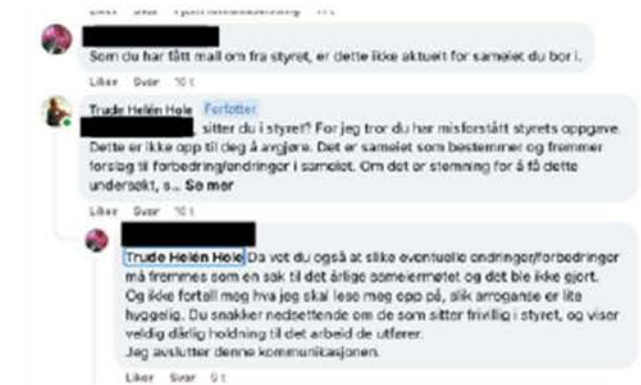 Som du har fått mail om fra styret, er dette ikke aktuelt for sameiet du bor i.
Liker Svar 10 t
Trude Helén Hole Forfatter
, sitter du i styret? For jeg tror du har misforstått styrets oppgave.
Dette er ikke opp til deg å avgjøre. Det er sameiet som bestemmer og fremmer
forslag til forbedring/endringer i sameiet. Om det er stemning for å få dette
undersøkt, s... Se mer
Liker Svar 10 t
Trude Helén Hole Da vet du også at slike eventuelle endringer/forbedringer
må fremmes som en sak til det årlige sameiermøtet og det ble ikke gjort.
Og ikke fortell meg hva jeg skal lese meg opp på, slik arroganse er lite
hyggelig. Du snakker nedsettende om de som sitter frivillig i styret, og viser
veldig dårlig holdning til det arbeid de utfører.
Jeg avslutter denne kommunikasjonen.
Liker Svar 9 t